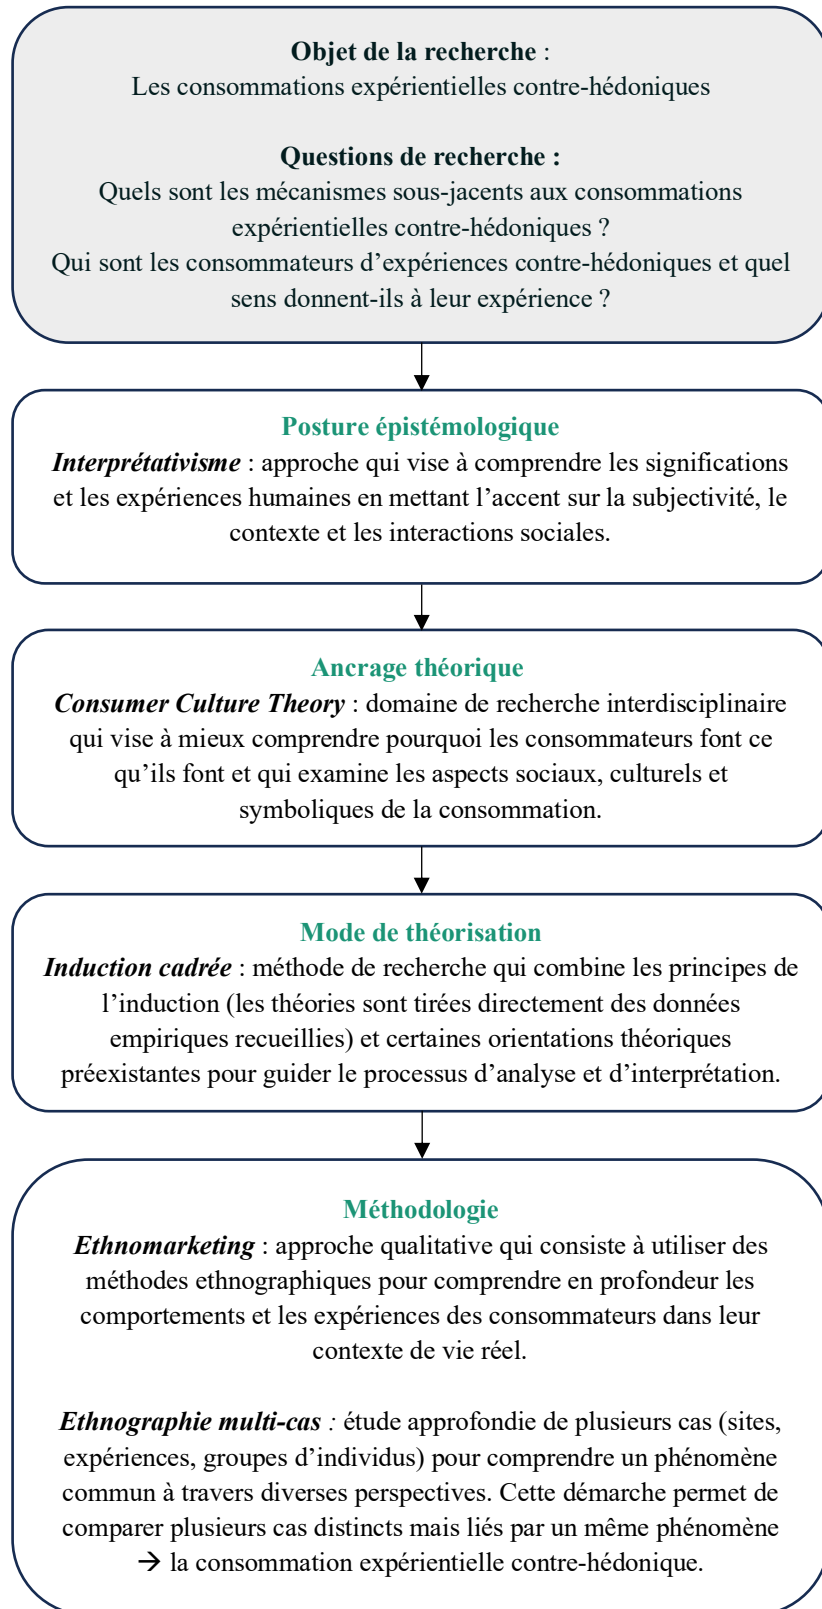 Objet de la recherche :
Les consommations expérientielles contre-hédoniques
Questions de recherche :
Quels sont les mécanismes sous-jacents aux consommations
expérientielles contre-hédoniques ?
Qui sont les consommateurs d’expériences contre-hédoniques et quel
sens donnent-ils à leur expérience ?
Posture épistémologique
Interprétativisme : approche qui vise à comprendre les significations
et les expériences humaines en mettant l’accent sur la subjectivité, le
contexte et les interactions sociales.
Ancrage théorique
Consumer Culture Theory : domaine de recherche interdisciplinaire
qui vise à mieux comprendre pourquoi les consommateurs font ce
qu’ils font et qui examine les aspects sociaux, culturels et
symboliques de la consommation.
Mode de théorisation
Induction cadrée : méthode de recherche qui combine les principes de
l’induction (les théories sont tirées directement des données
empiriques recueillies) et certaines orientations théoriques
préexistantes pour guider le processus d’analyse et d’interprétation.
Méthodologie
Ethnomarketing : approche qualitative qui consiste à utiliser des
méthodes ethnographiques pour comprendre en profondeur les
comportements et les expériences des consommateurs dans leur
contexte de vie réel.
Ethnographie multi-cas : étude approfondie de plusieurs cas (sites,
expériences, groupes d’individus) pour comprendre un phénomène
commun à travers diverses perspectives. Cette démarche permet de
comparer plusieurs cas distincts mais liés par un même phénomène
→ la consommation expérientielle contre-hédonique.